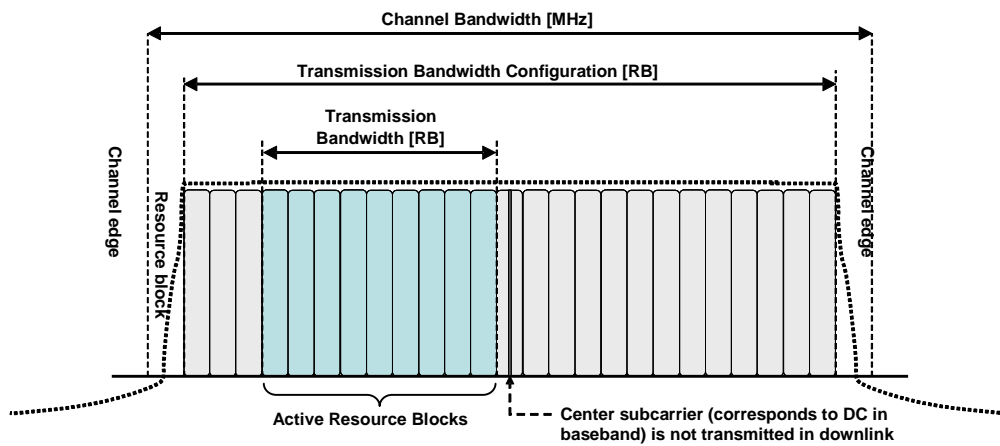 Channel Bandwidth [MHz]
Transmission Bandwidth Configuration [RB]
Transmission
Bandwidth [RB]
Channel edge
Resource block
Channel edge
Active Resource Blocks
Center subcarrier (corresponds to DC in
baseband) is not transmitted in downlink